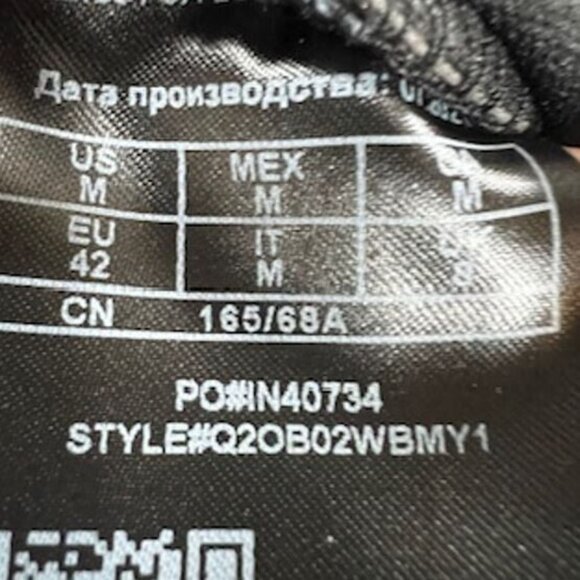 Дата производства:
US MEX
M M M
EU IT
42 M
CN 165/68A
PO#IN40734
STYLE#Q2OB02WBMY1